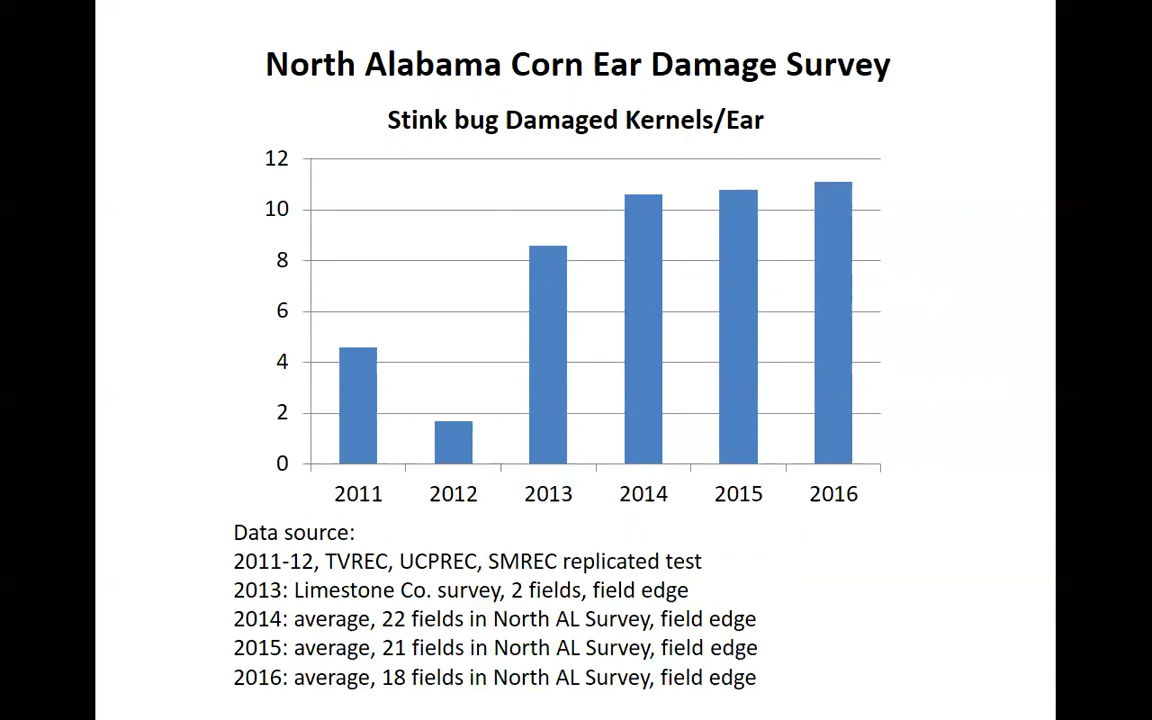 North Alabama Corn Ear Damage Survey
Stink bug Damaged Kernels/Ear
12
10
8
6
4
2
0
2011 2012 2013 2014 2015 2016
Data source:
2011-12, TVREC, UCPREC, SMREC replicated test
2013: Limestone Co. survey, 2 fields, field edge
2014: average, 22 fields in North AL Survey, field edge
2015: average, 21 fields in North AL Survey, field edge
2016: average, 18 fields in North AL Survey, field edge